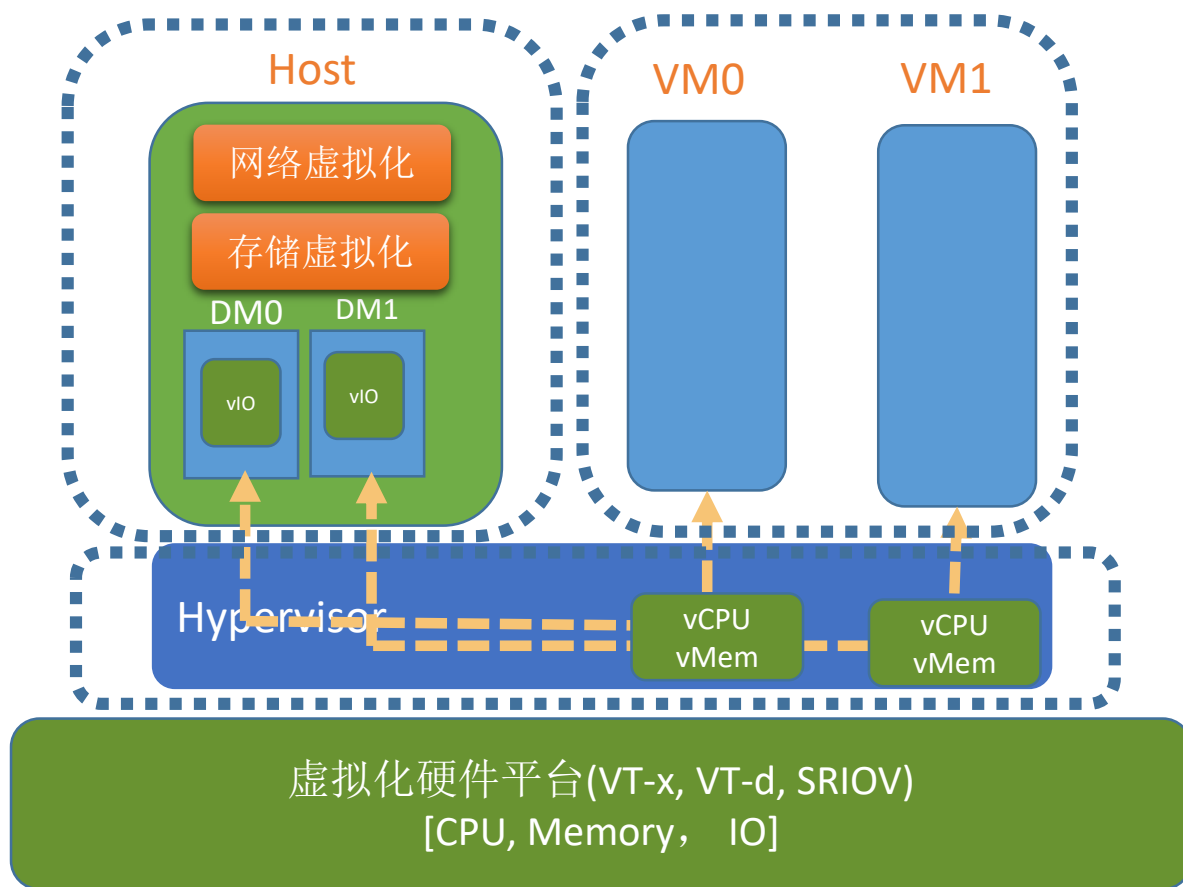 Host
网络虚拟化
存储虚拟化
DM0
DM1
vIO
vIO
VM0
VM1
Hypervisor
vCPU
vMem
vCPU
vMem
虚拟化硬件平台(VT-x, VT-d, SRIOV)
[CPU, Memory， IO]